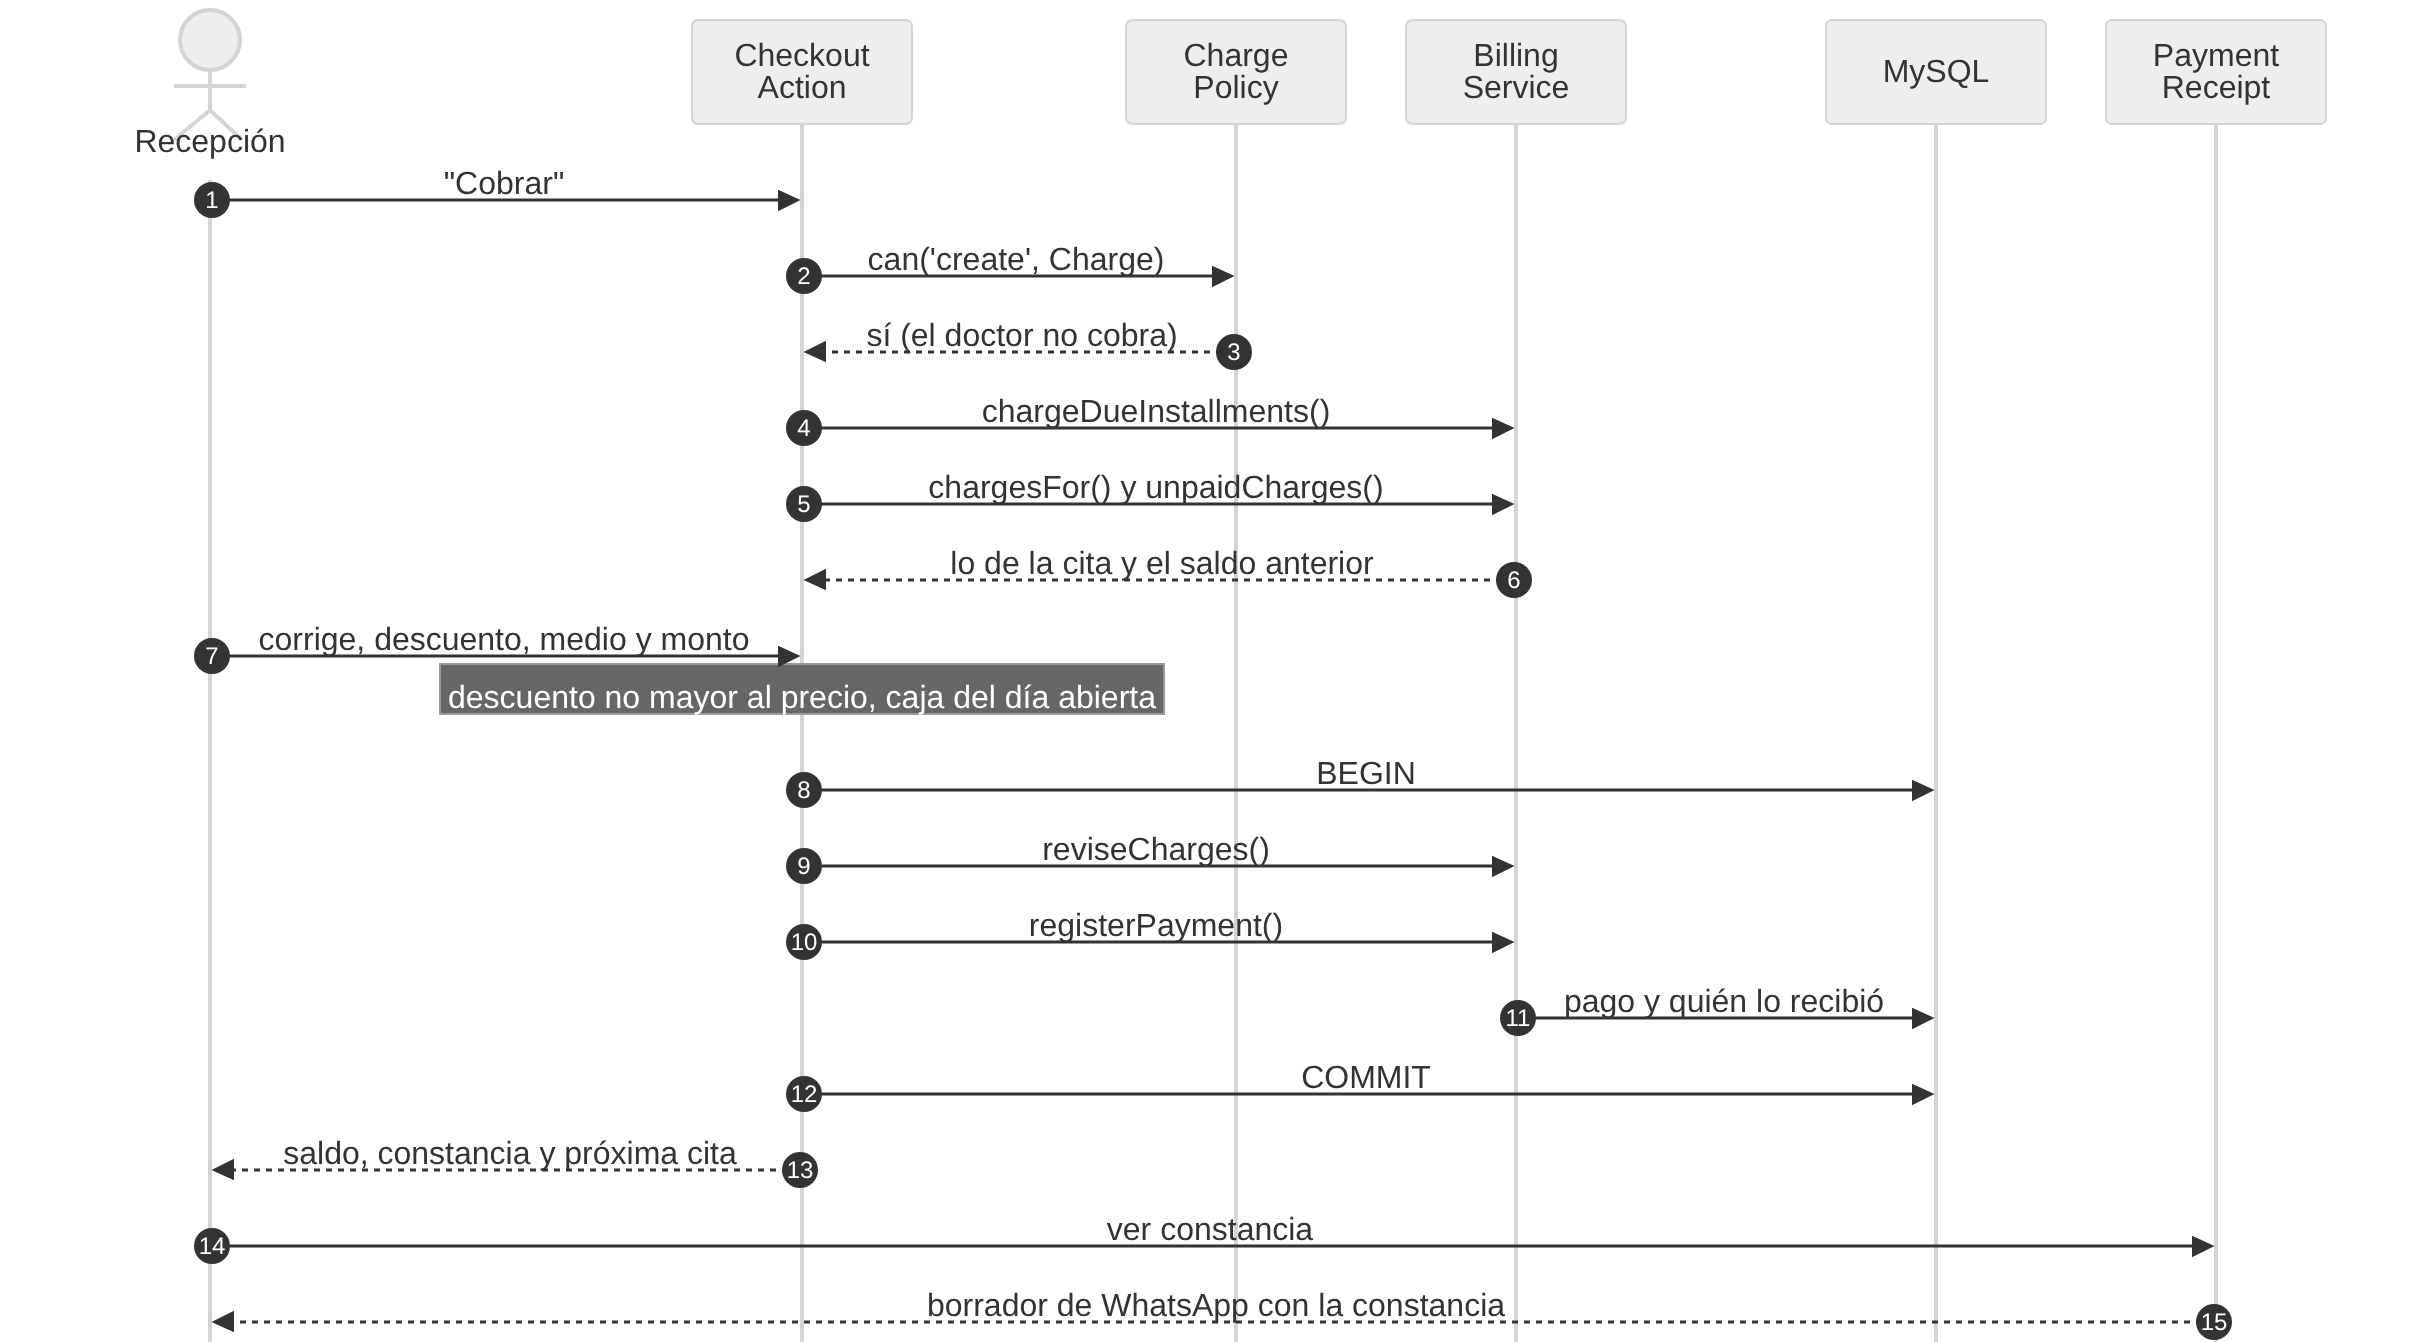 Recepción
Checkout
Action
Charge
Policy
Billing
Service
MySQL
Payment
Receipt
1 "Cobrar"
2 can('create', Charge)
sí (el doctor no cobra) 3
4 chargeDueInstallments()
5 chargesFor() y unpaidCharges()
lo de la cita y el saldo anterior 6
7 corrige, descuento, medio y monto
descuento no mayor al precio, caja del día abierta
8 BEGIN
9 reviseCharges()
10 registerPayment()
11 pago y quién lo recibió
12 COMMIT
saldo, constancia y próxima cita 13
14 ver constancia
borrador de WhatsApp con la constancia 15